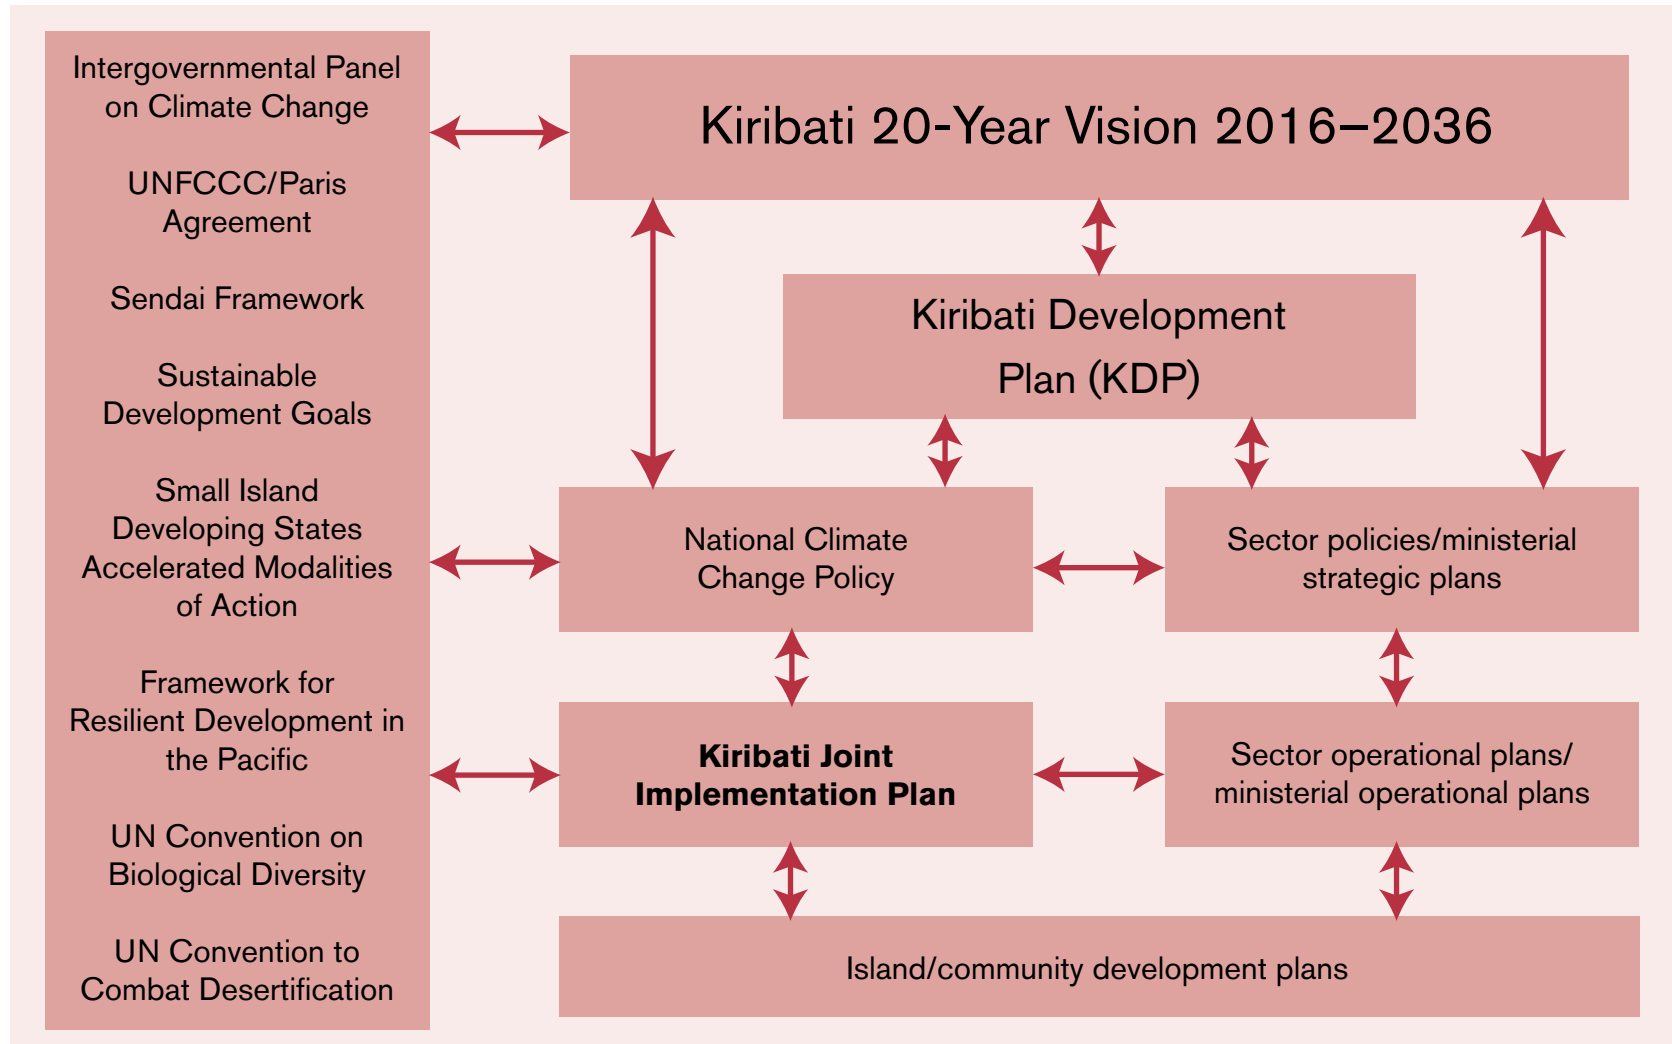 Intergovernmental Panel
on Climate Change
UNFCCC/Paris
Agreement
Sendai Framework
Sustainable
Development Goals
Small Island
Developing States
Accelerated Modalities
of Action
Framework for
Resilient Development in
the Pacific
UN Convention on
Biological Diversity
UN Convention to
Combat Desertification
Kiribati 20-Year Vision 2016–2036
Kiribati Development
Plan (KDP)
National Climate
Change Policy
Sector policies/ministerial
strategic plans
Kiribati Joint
Implementation Plan
Sector operational plans/
ministerial operational plans
Island/community development plans